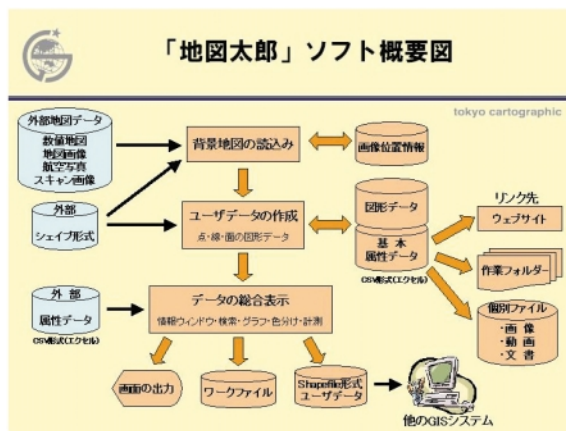 「地図太郎」ソフト概要図
tokyo cartographic
外部地図データ
数量地図
地図画像
航空写真
スキャン画像
背景地図の読込み
画像位置情報
外部
シェイプ形式
ユーザデータの作成
点・線・面の図形データ
図形データ
基本
属性データ
CSV形式(エクセル)
リンク先
ウェブサイト
作業フォルダー
個別ファイル
・画像
・動画
・文書
外部
属性データ
CSV形式(エクセル)
データの総合表示
情報ウィンドウ・検索・グラフ・色分け・計測
画面の出力
ワークファイル
Shapefile形式
ユーザデータ
他のGISシステム